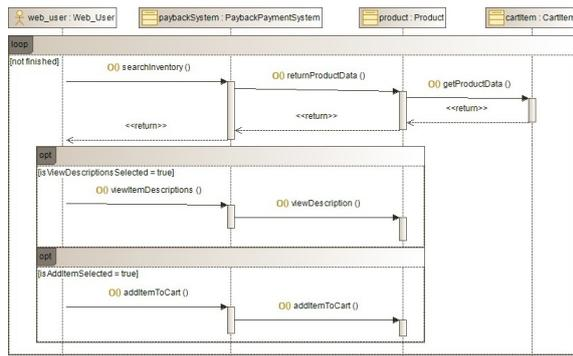 web_user : Web_User
paybackSystem : PaybackPaymentSystem
product : Product
cartItem : CartItem
loop
[not finished]
O() searchInventory ()
O() returnProductData ()
O() getProductData ()
<<return>>
<<return>>
<<return>>
opt
[isViewDescriptionsSelected = true]
O() viewItemDescriptions ()
O() viewDescription ()
opt
[isAddItemSelected = true]
O() addItemToCart ()
O() addItemToCart ()